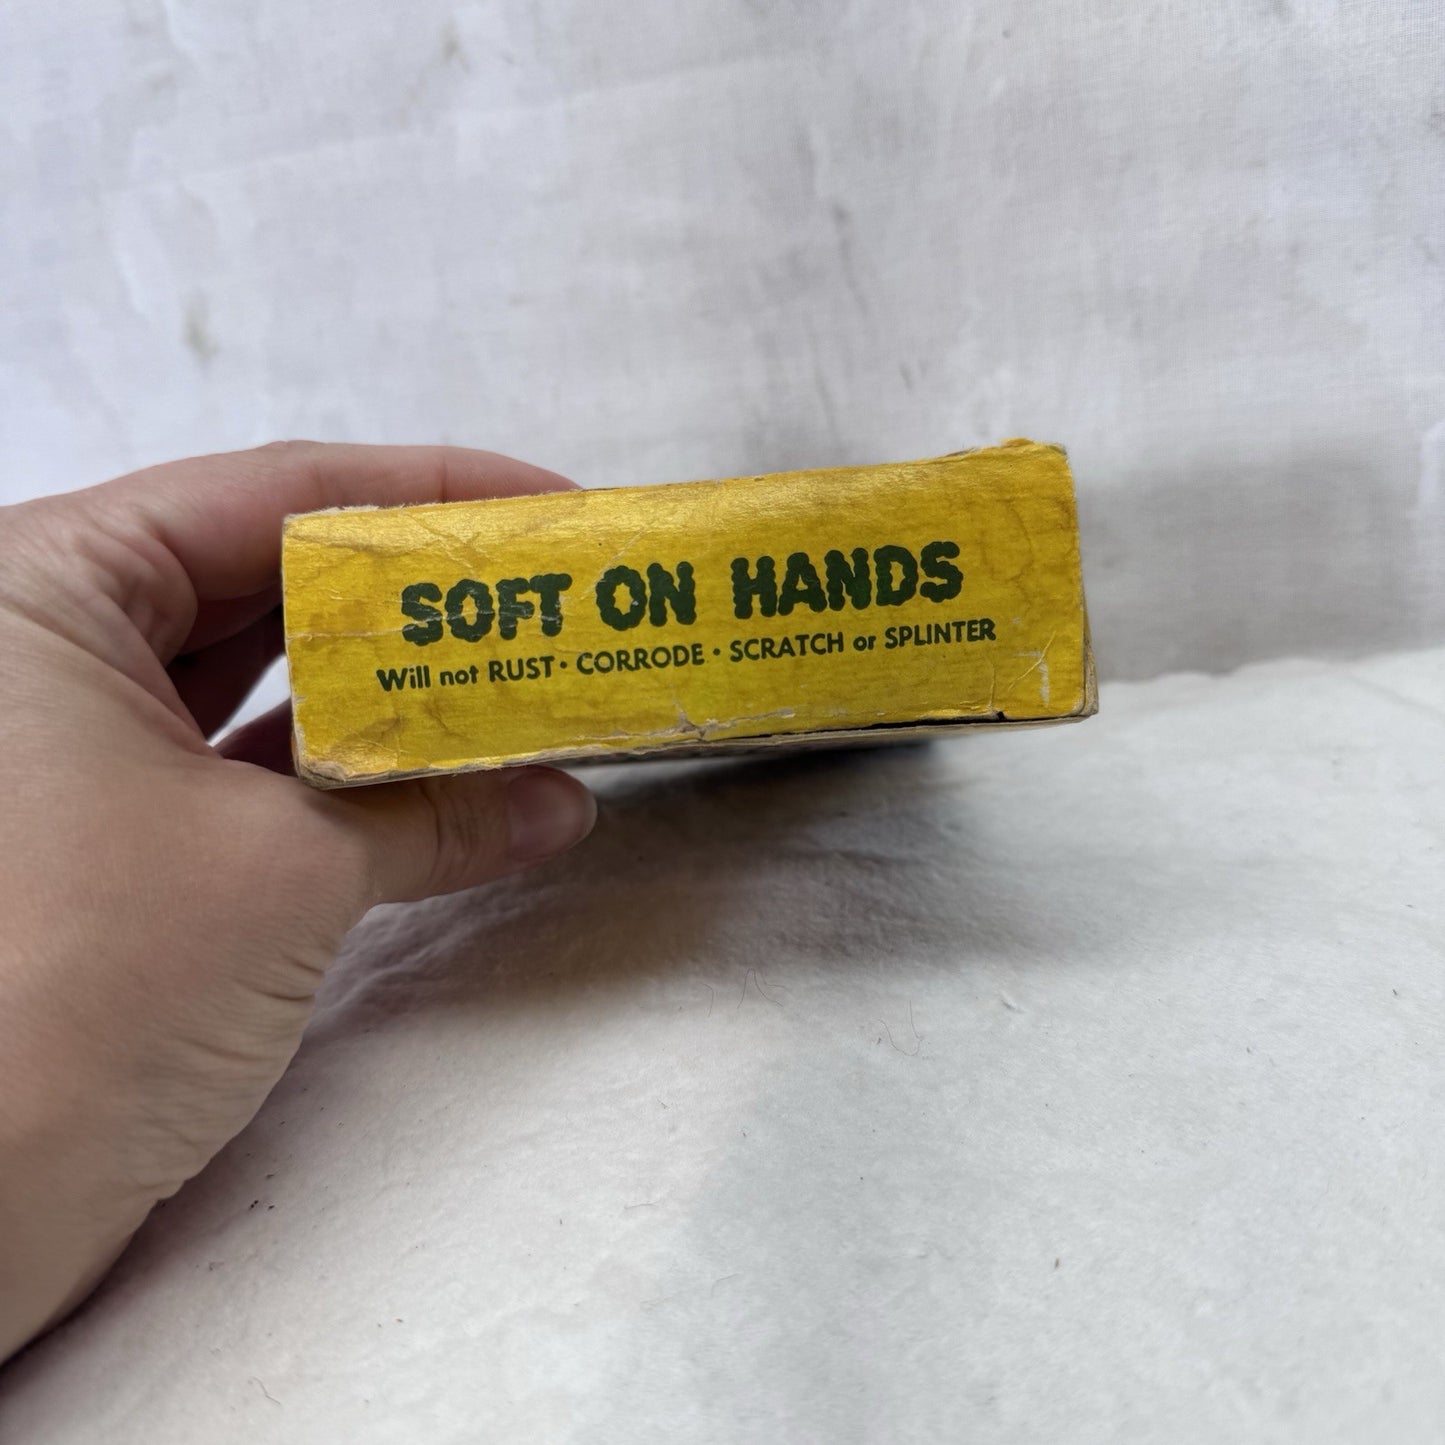 SOFT ON HANDS
Will not RUST • CORRODE • SCRATCH or SPLINTER